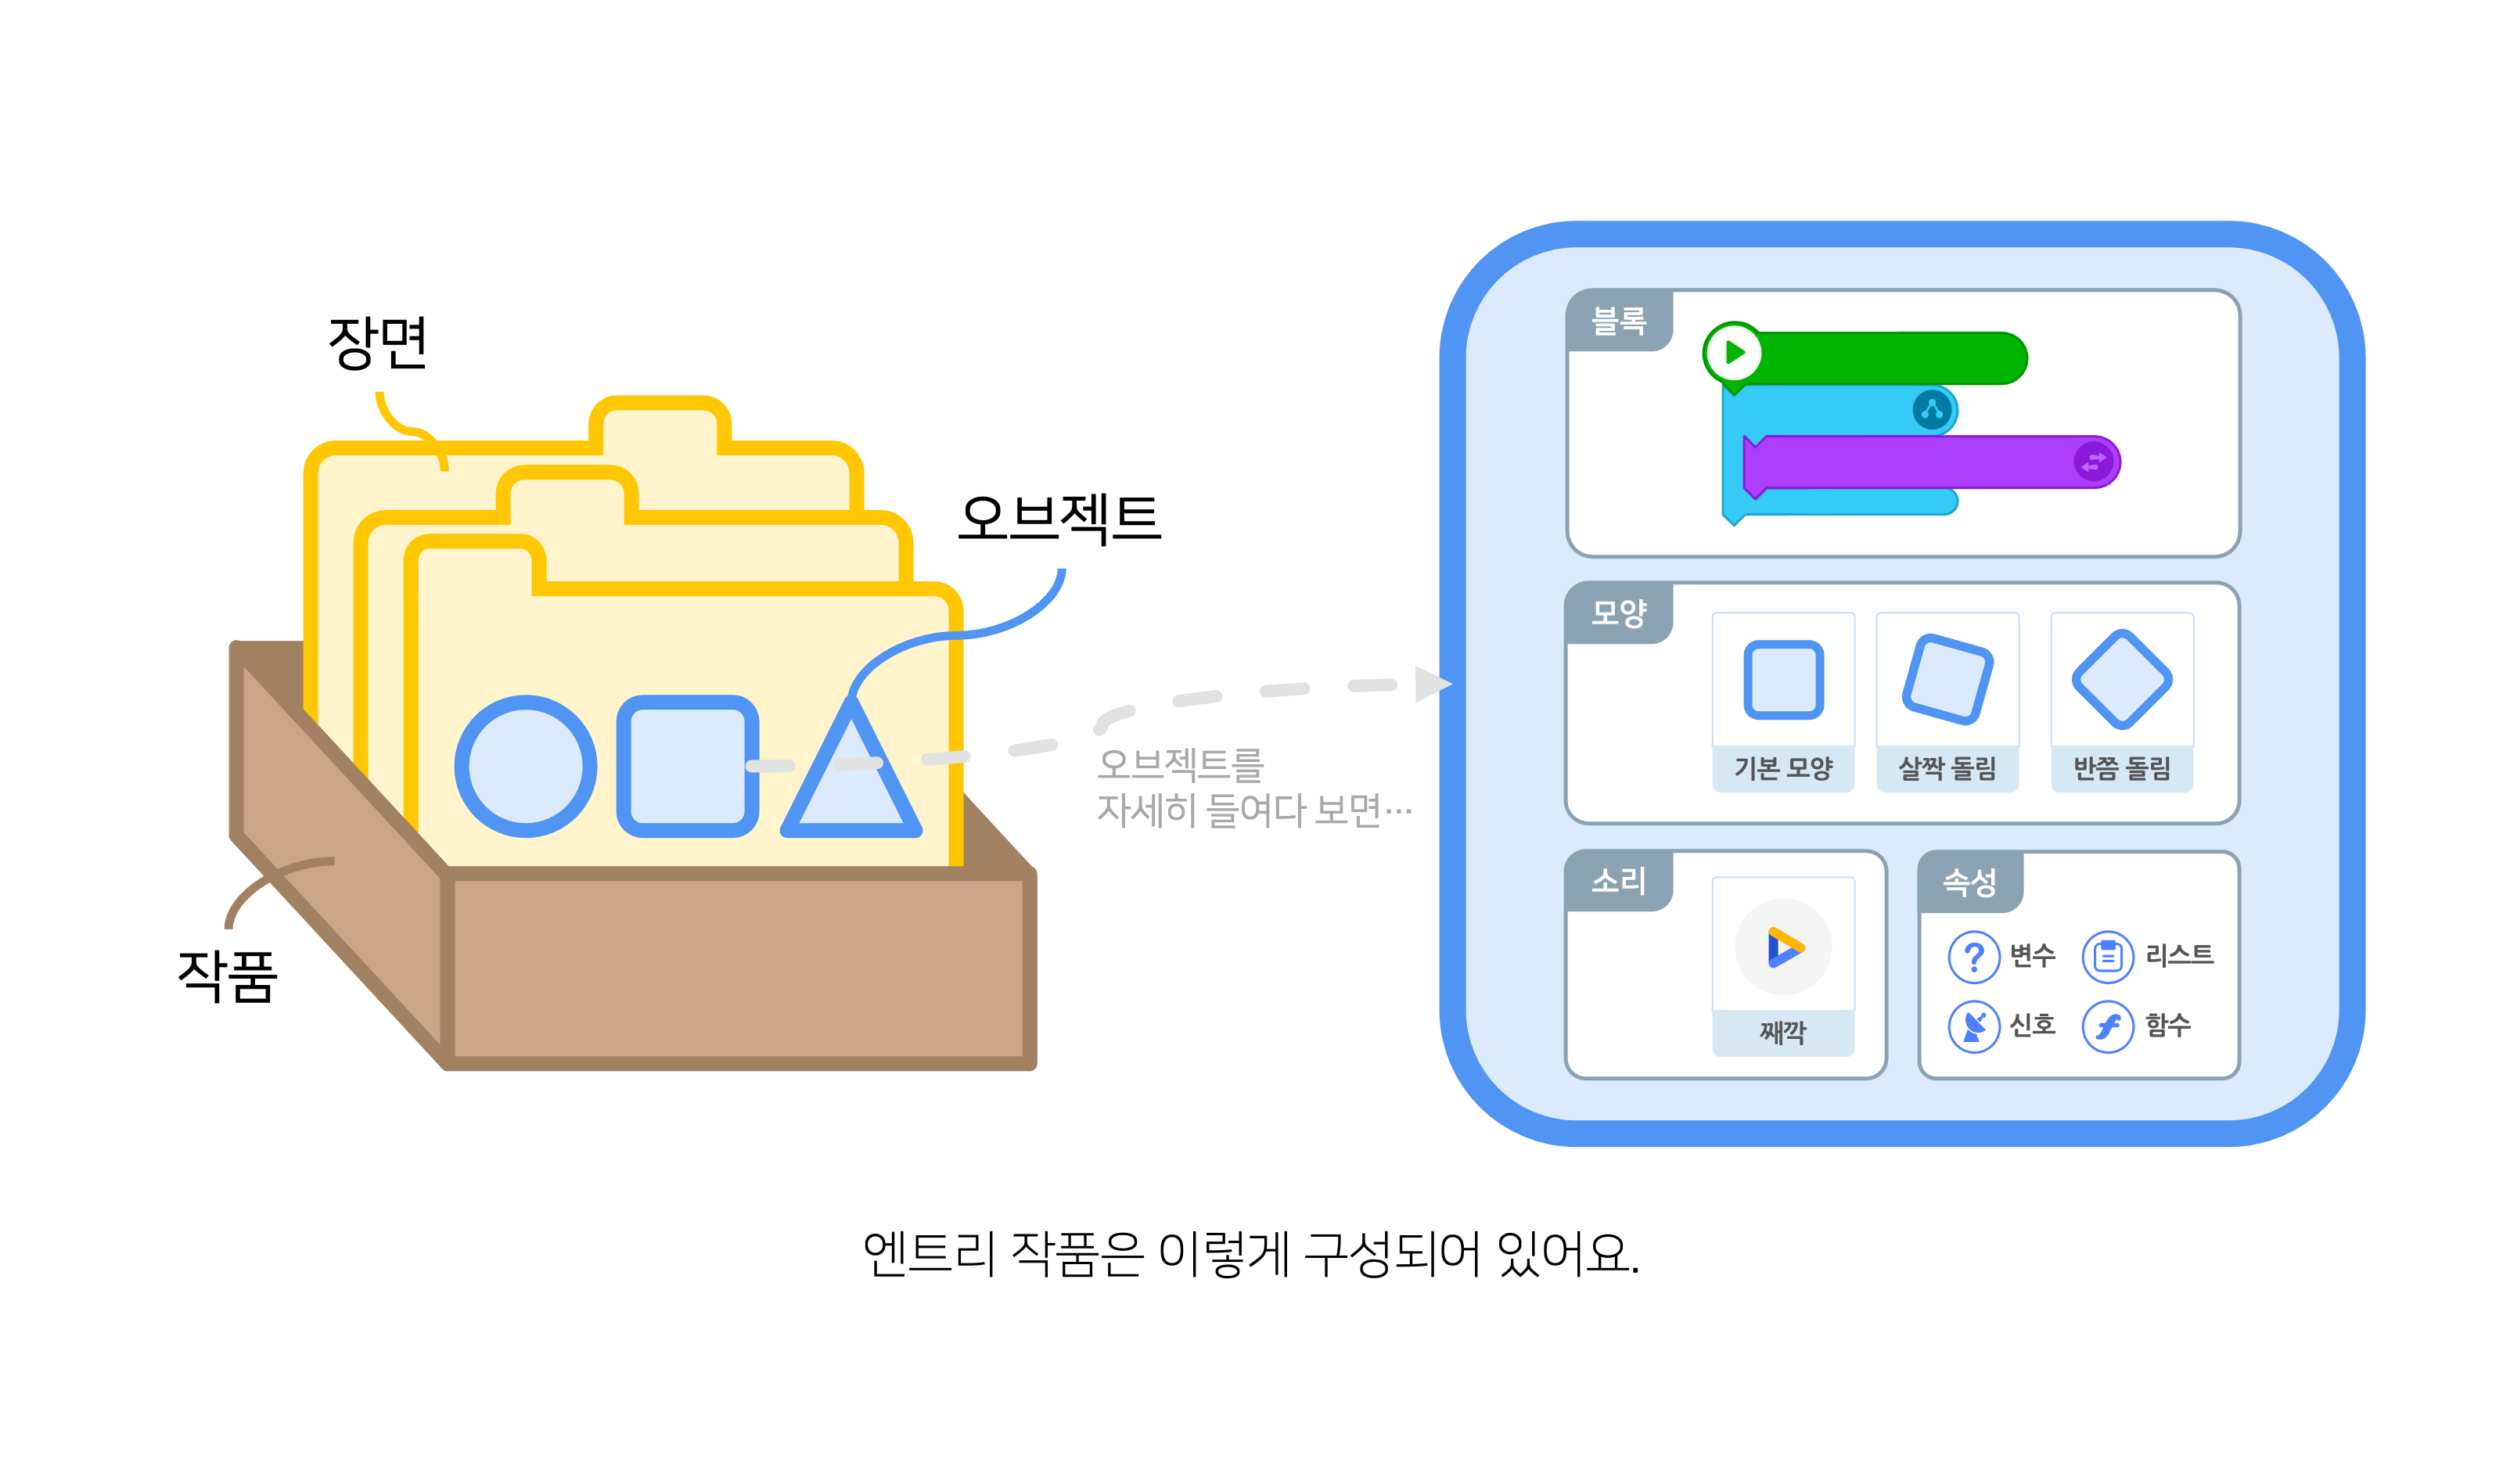 장면
오브젝트
작품
오브젝트를
자세히 들여다 보면···
블록
모양
기본 모양
살짝 돌림
반쯤 돌림
소리
째깍
속성
변수
리스트
신호
함수
엔트리 작품은 이렇게 구성되어 있어요.